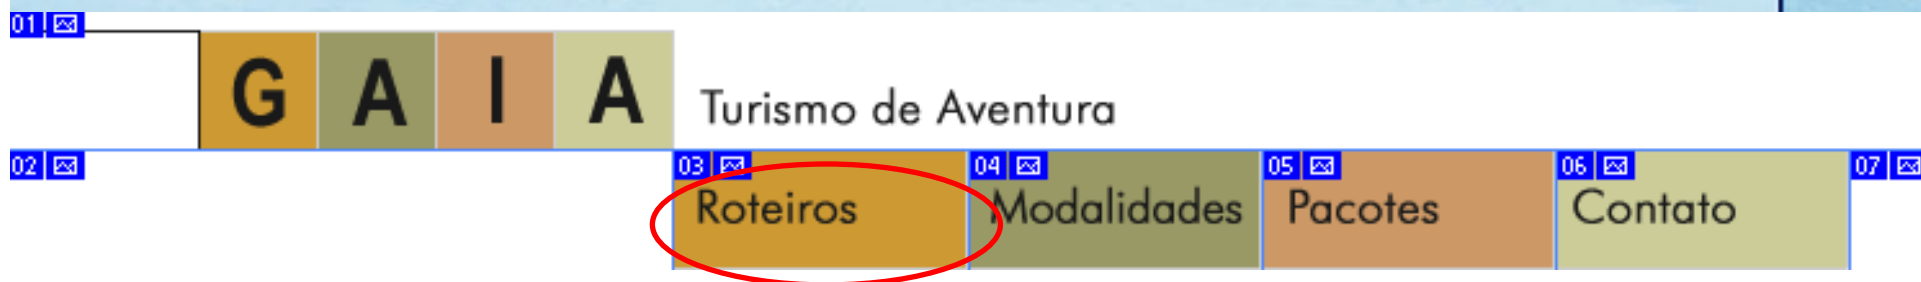 01
G A I A
Turismo de Aventura
02 03 04 05 06 07
Roteiros Modalidades Pacotes Contato